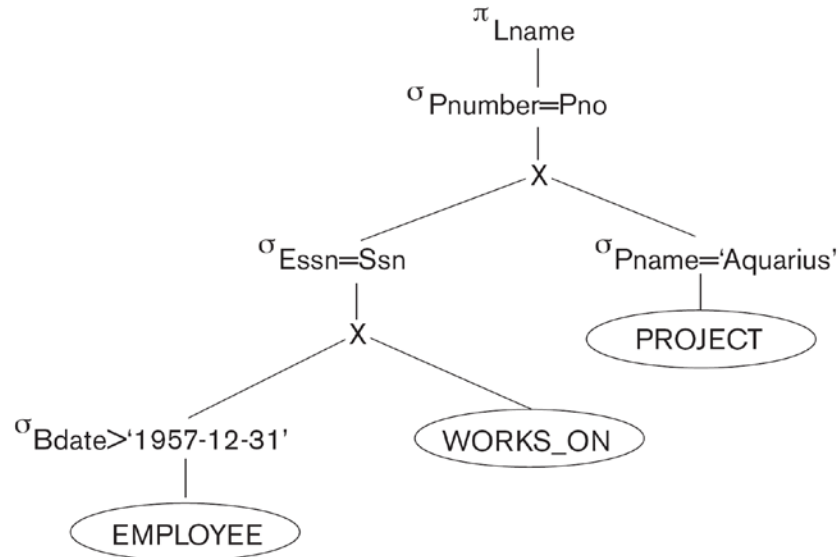 π Lname
σ Pnumber=Pno
X
σ Essn=Ssn
σ Pname=‘Aquarius’
X
PROJECT
σ Bdate>‘1957-12-31’
WORKS_ON
EMPLOYEE